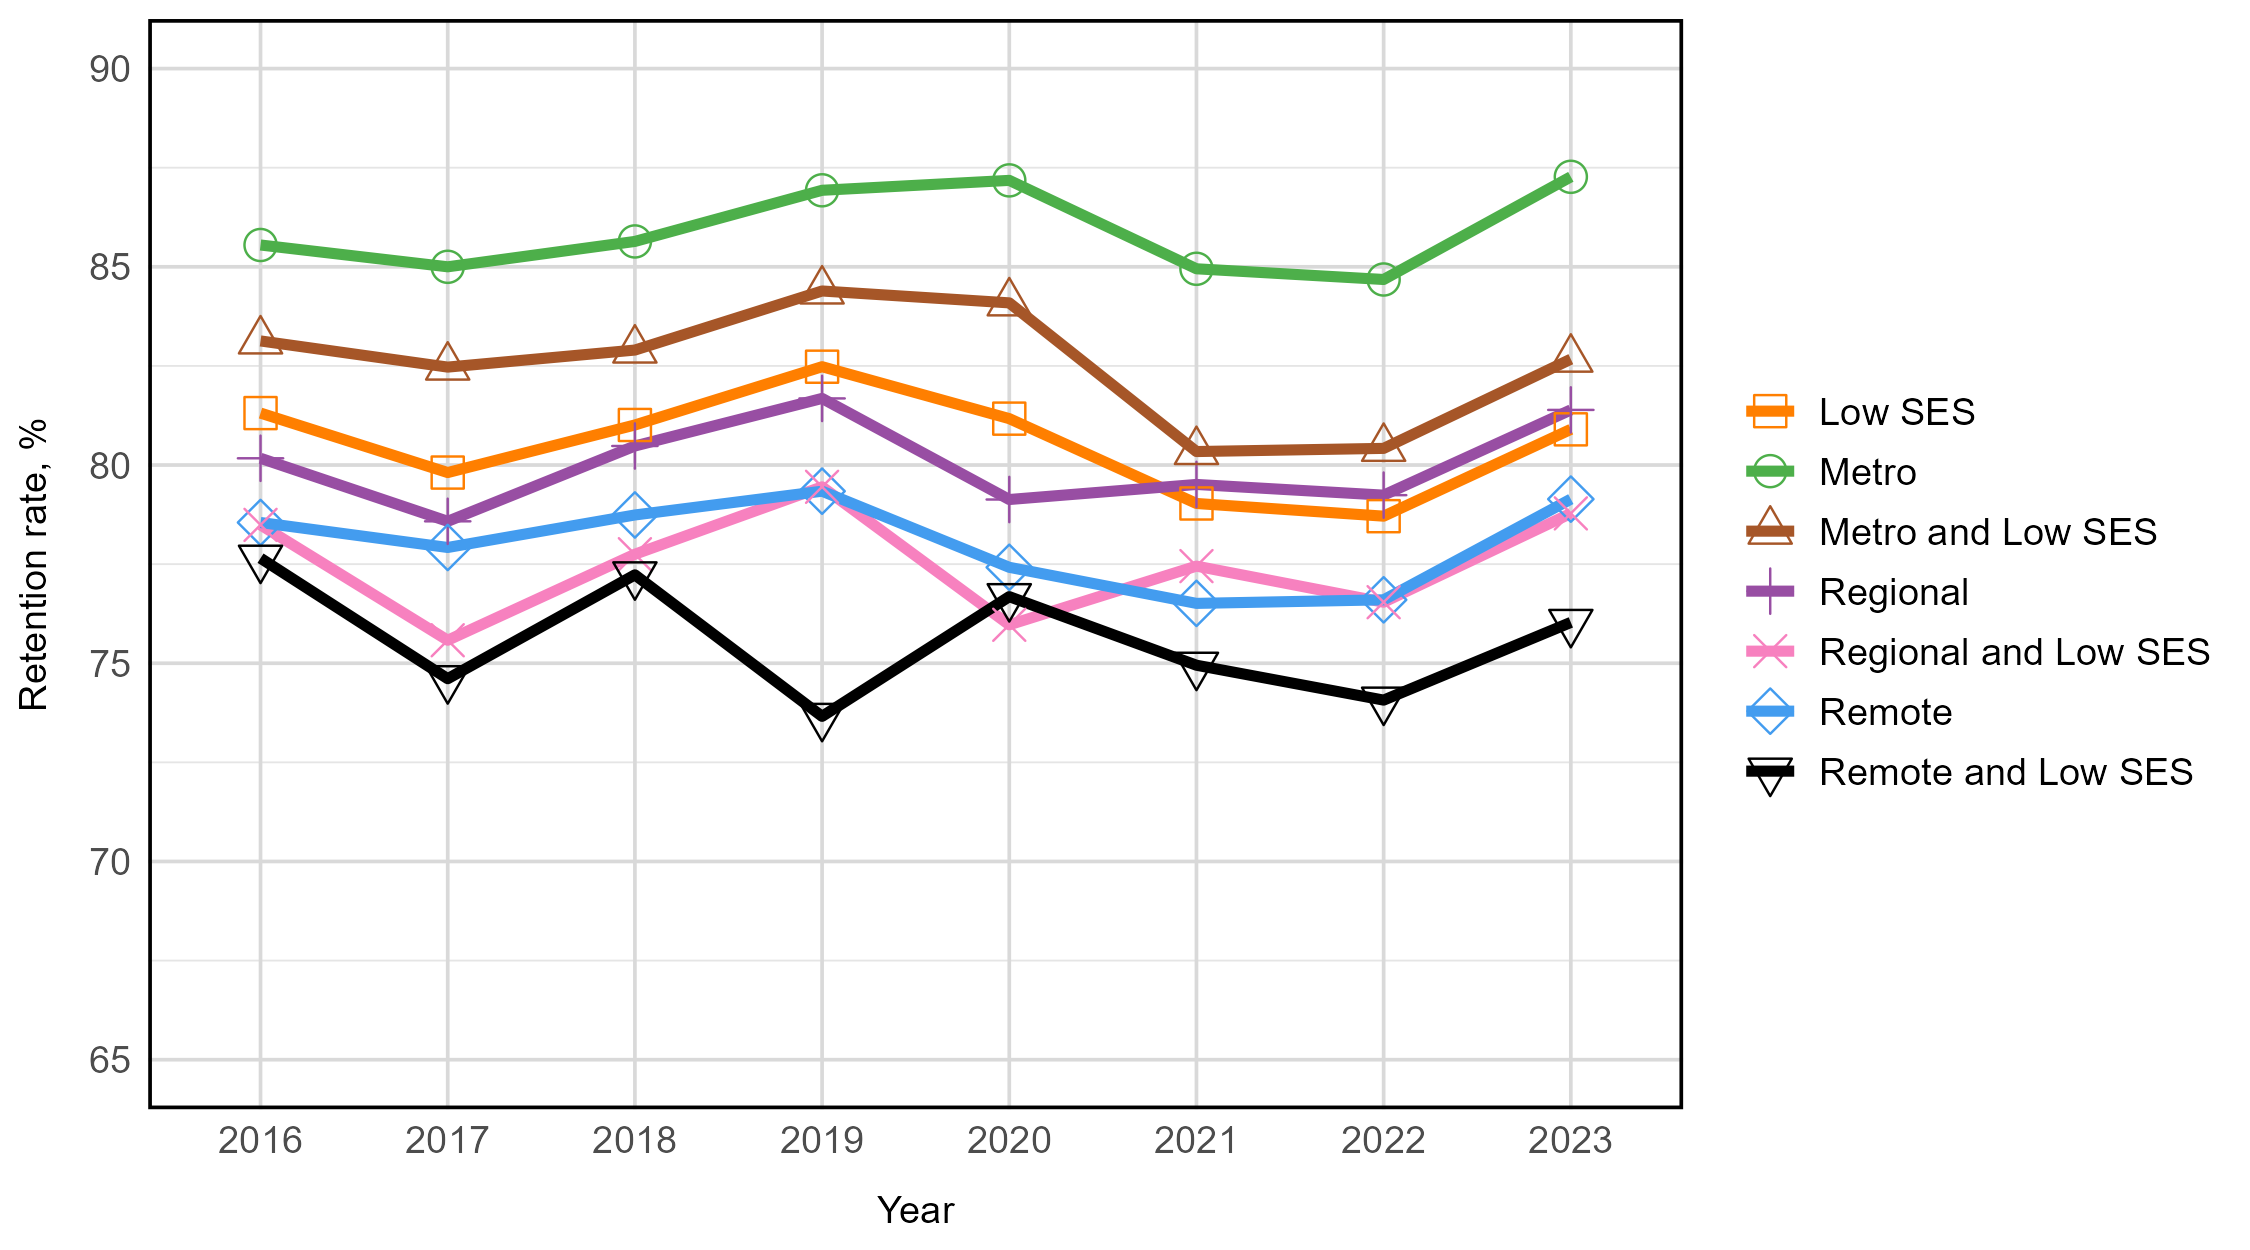 90
85
80
75
70
65
Retention rate, %
2016 2017 2018 2019 2020 2021 2022 2023
Year
Low SES
Metro
Metro and Low SES
Regional
Regional and Low SES
Remote
Remote and Low SES